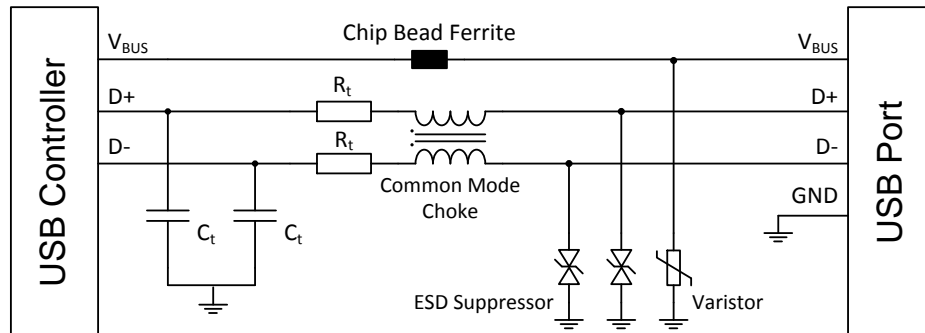 USB Controller
V_BUS
Chip Bead Ferrite
V_BUS
D+
R_t
D+
D-
R_t
D-
Common Mode
Choke
GND
C_t
C_t
ESD Suppressor
Varistor
USB Port